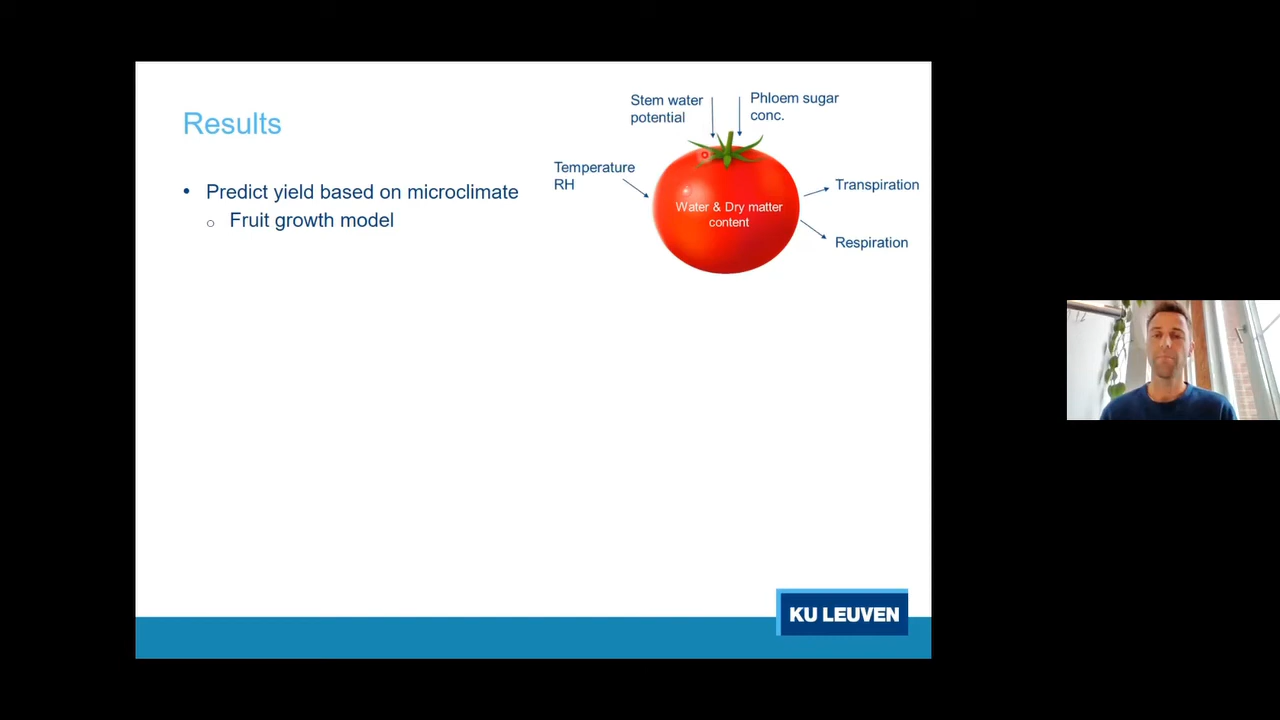 Results
Stem water
potential
Phloem sugar
conc.
Temperature
RH
• Predict yield based on microclimate
o Fruit growth model
Water & Dry matter
content
Transpiration
Respiration
KU LEUVEN